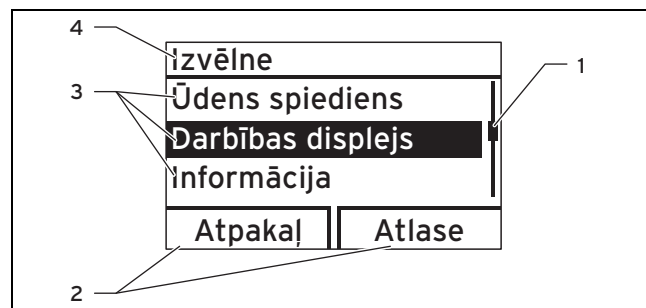 4
Izvēlne
1
3
Ūdens spiediens
Darbības displejs
Informācija
Atpakaļ Atlase
2